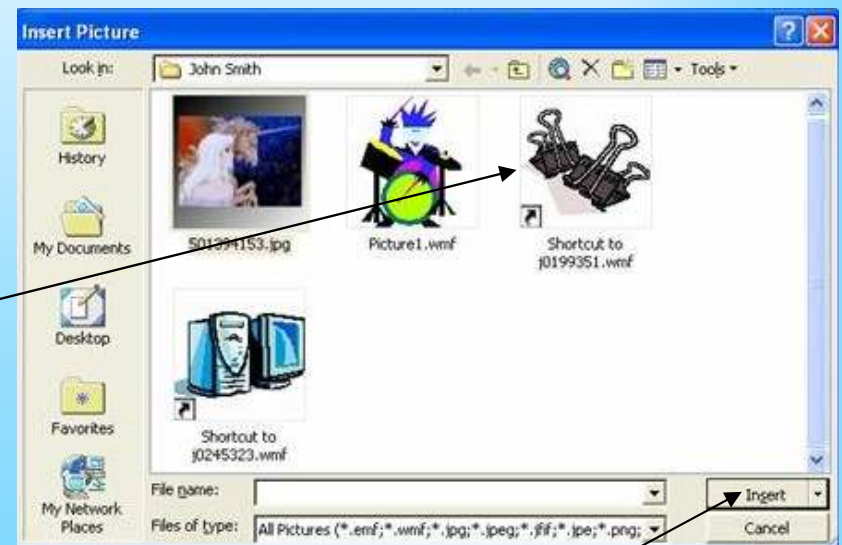 Insert Picture
Look in:
John Smith
Tools
History
My Documents
Desktop
Favorites
My Network
Places
501394153.jpg
Picture1.wmf
Shortcut to
j0199351.wmf
Shortcut to
j0245323.wmf
File name:
Insert
Files of type:
All Pictures (*.emf;*.wmf;*.jpg;*.jpeg;*.jfif;*.jpe;*.png;
Cancel